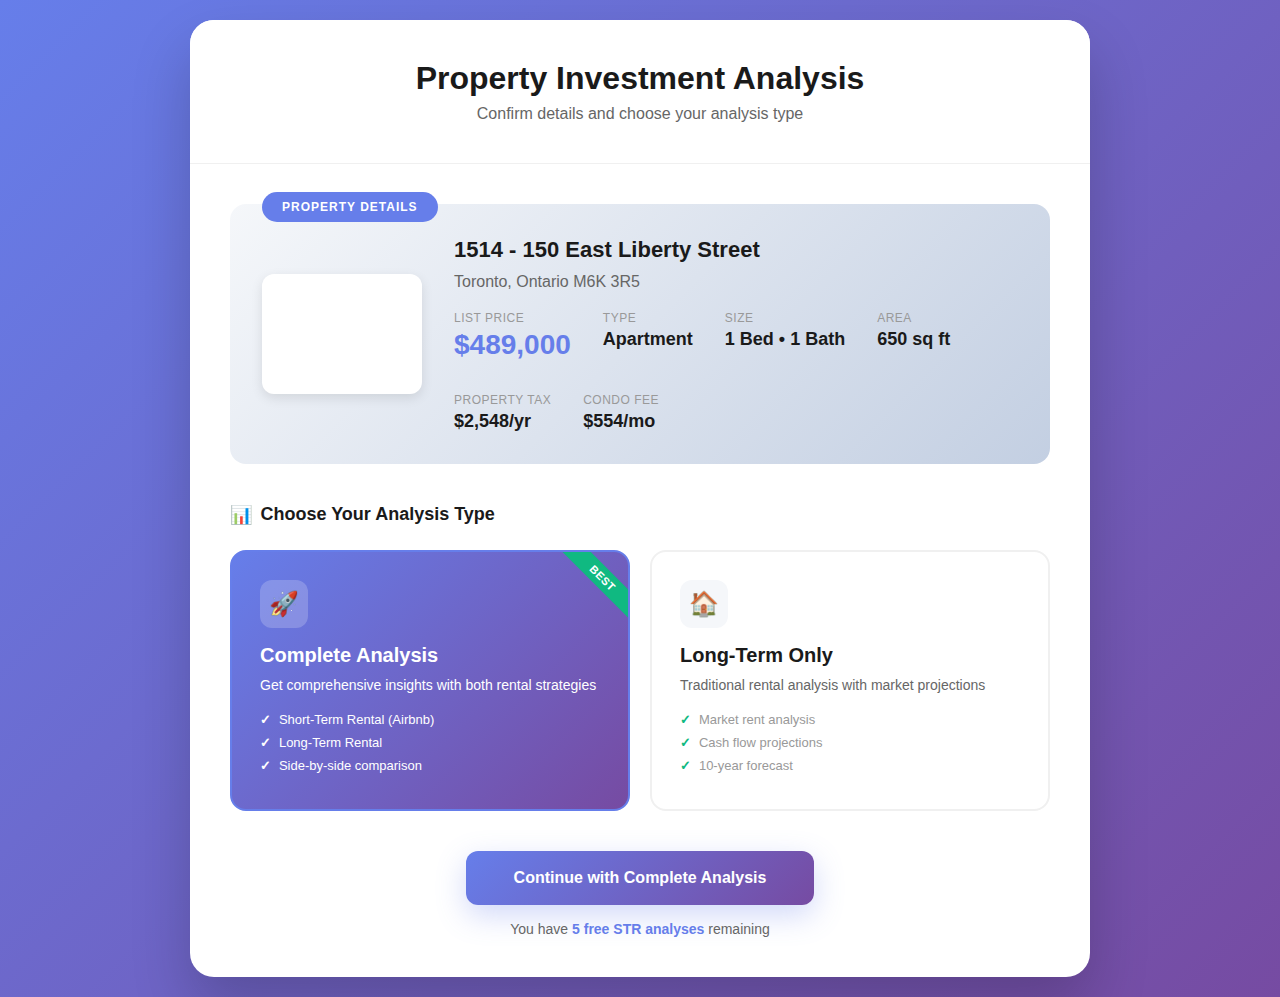 Property Investment Analysis
Confirm details and choose your analysis type
PROPERTY DETAILS
1514 - 150 East Liberty Street
Toronto, Ontario M6K 3R5
LIST PRICE
$489,000
TYPE
Apartment
SIZE
1 Bed • 1 Bath
AREA
650 sq ft
PROPERTY TAX
$2,548/yr
CONDO FEE
$554/mo
Choose Your Analysis Type
BEST
Complete Analysis
Get comprehensive insights with both rental strategies
✓ Short-Term Rental (Airbnb)
✓ Long-Term Rental
✓ Side-by-side comparison
Long-Term Only
Traditional rental analysis with market projections
✓ Market rent analysis
✓ Cash flow projections
✓ 10-year forecast
Continue with Complete Analysis
You have 5 free STR analyses remaining